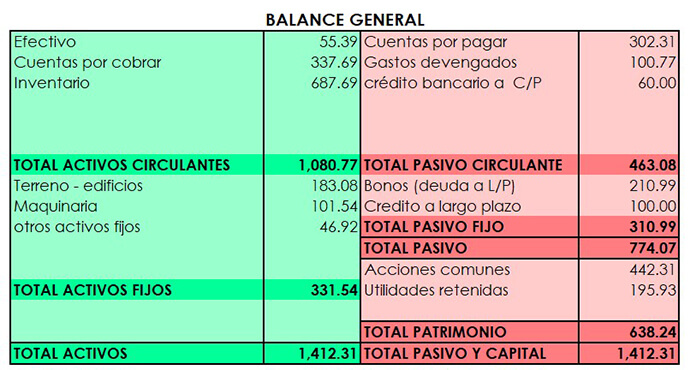 BALANCE GENERAL
Efectivo 55.39 Cuentas por pagar 302.31
Cuentas por cobrar 337.69 Gastos devengados 100.77
Inventario 687.69 crédito bancario a C/P 60.00
TOTAL ACTIVOS CIRCULANTES 1,080.77 TOTAL PASIVO CIRCULANTE 463.08
Terreno - edificios 183.08 Bonos (deuda a L/P) 210.99
Maquinaria 101.54 Credito a largo plazo 100.00
otros activos fijos 46.92 TOTAL PASIVO FIJO 310.99
TOTAL PASIVO 774.07
Acciones comunes 442.31
TOTAL ACTIVOS FIJOS 331.54 Utilidades retenidas 195.93
TOTAL PATRIMONIO 638.24
TOTAL ACTIVOS 1,412.31 TOTAL PASIVO Y CAPITAL 1,412.31